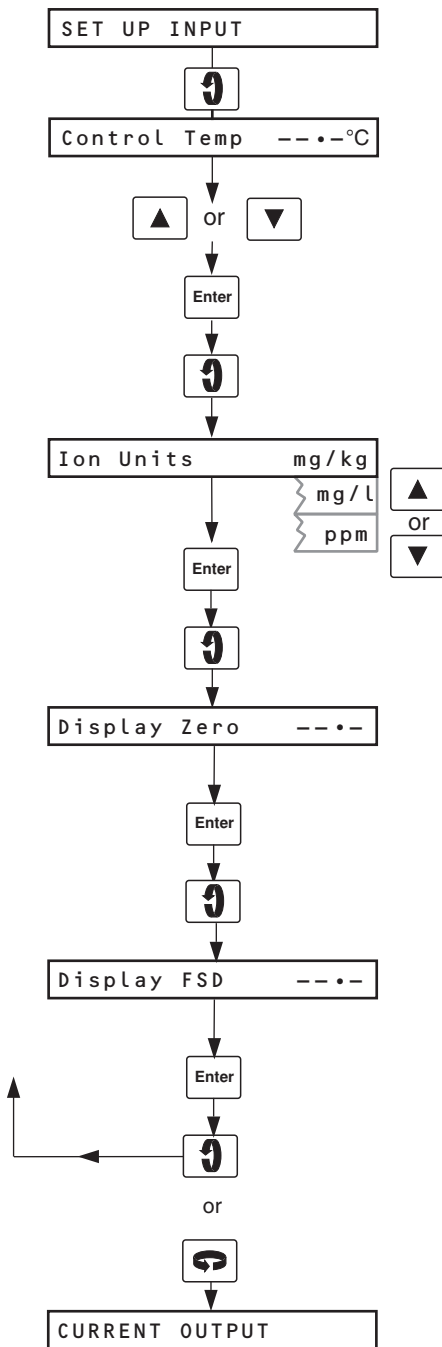 SET UP INPUT
Control Temp --•-°C
▲ or ▼
Enter
Ion Units mg/kg
mg/l
ppm
▲
or
▼
Enter
Display Zero --•-
Enter
Display FSD --•-
Enter
or
CURRENT OUTPUT